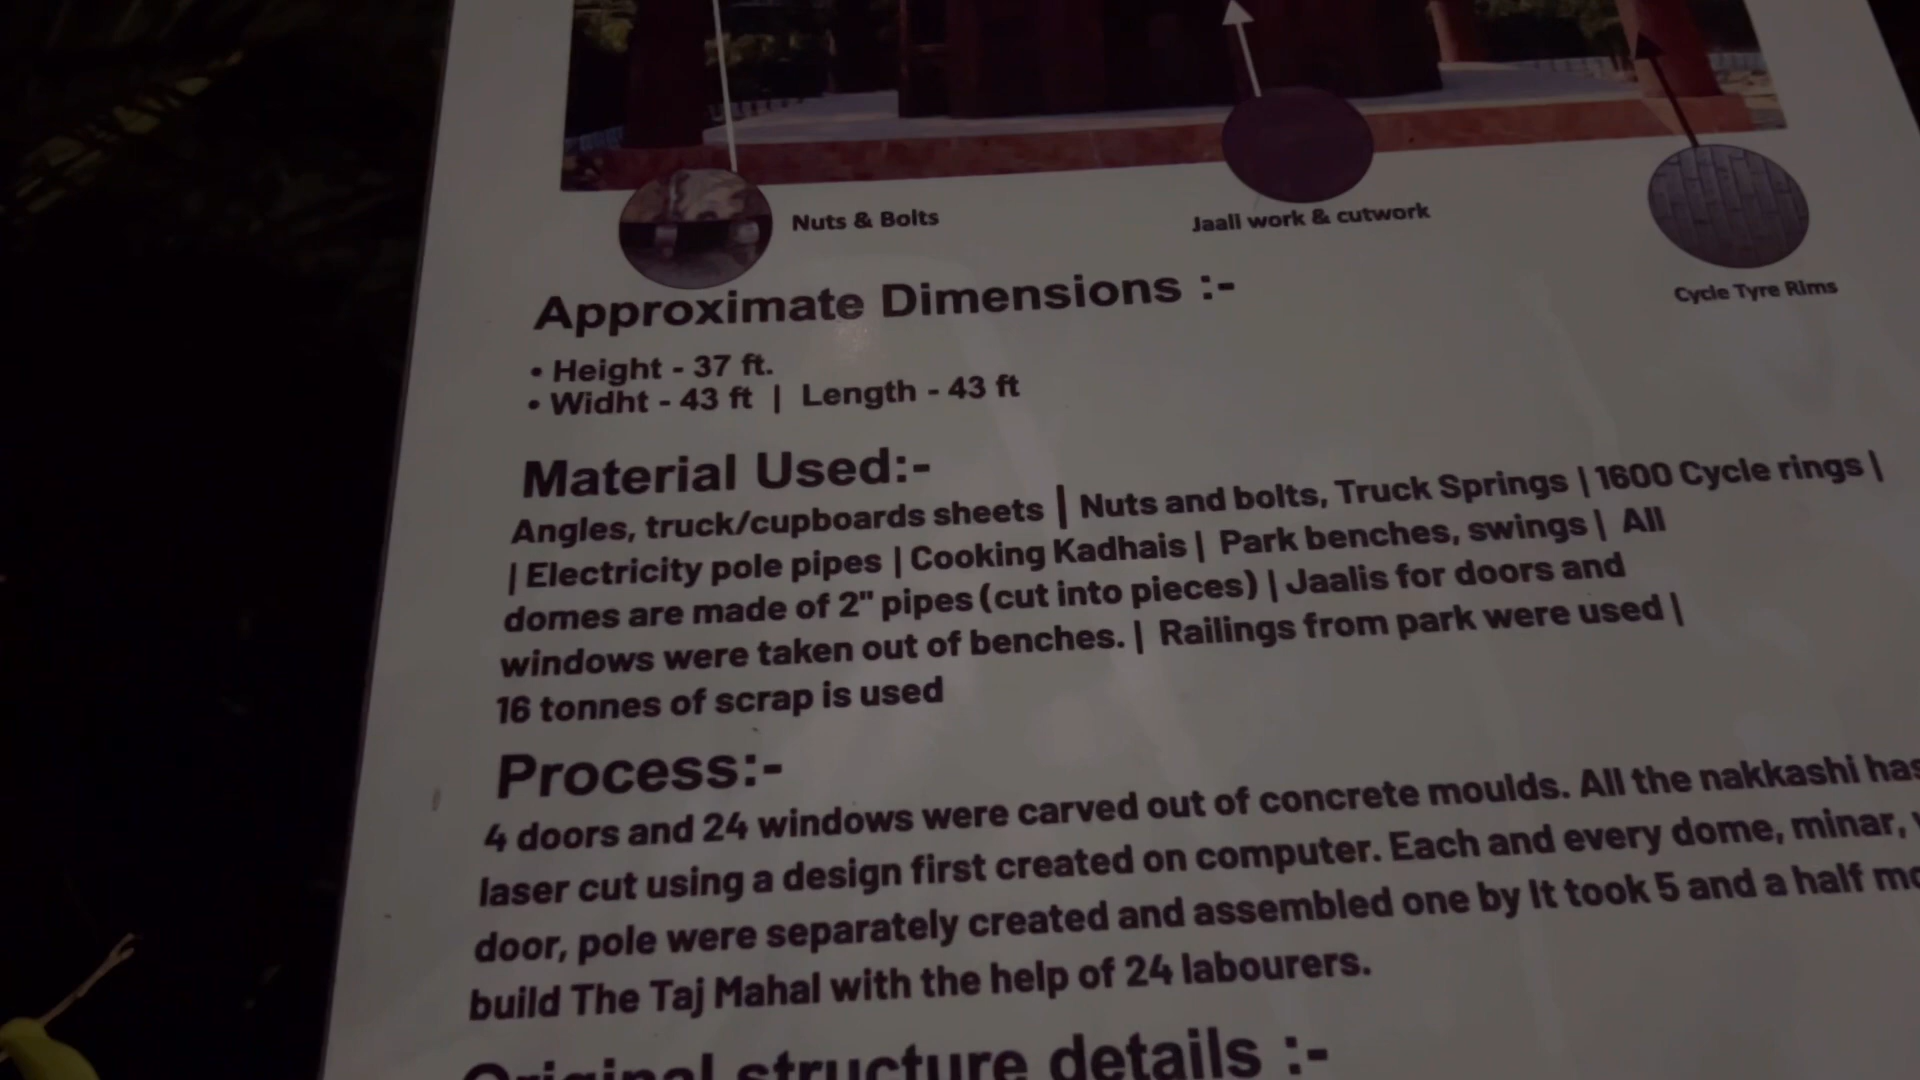 Nuts & Bolts
Jaali work & cutwork
Cycle Tyre Rims
Approximate Dimensions :-
• Height - 37 ft.
• Widht - 43 ft | Length - 43 ft
Material Used:-
Angles, truck/cupboards sheets | Nuts and bolts, Truck Springs | 1600 Cycle rings |
| Electricity pole pipes | Cooking Kadhais | Park benches, swings | All
domes are made of 2" pipes (cut into pieces) | Jaalis for doors and
windows were taken out of benches. | Railings from park were used |
16 tonnes of scrap is used
Process:-
4 doors and 24 windows were carved out of concrete moulds. All the nakkashi has
laser cut using a design first created on computer. Each and every dome, minar,
door, pole were separately created and assembled one by It took 5 and a half
build The Taj Mahal with the help of 24 labourers.
Original structure details :-